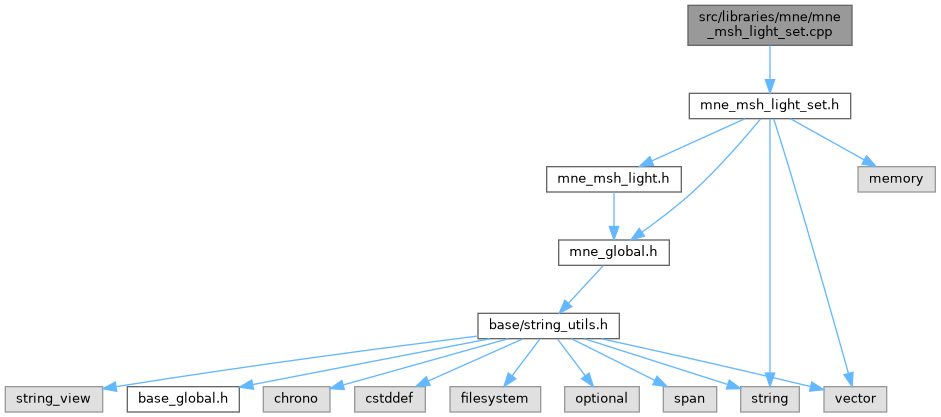 src/libraries/mne/mne
_msh_light_set.cpp
mne_msh_light_set.h
mne_msh_light.h
memory
mne_global.h
base/string_utils.h
string_view
base_global.h
chrono
cstddef
filesystem
optional
span
string
vector